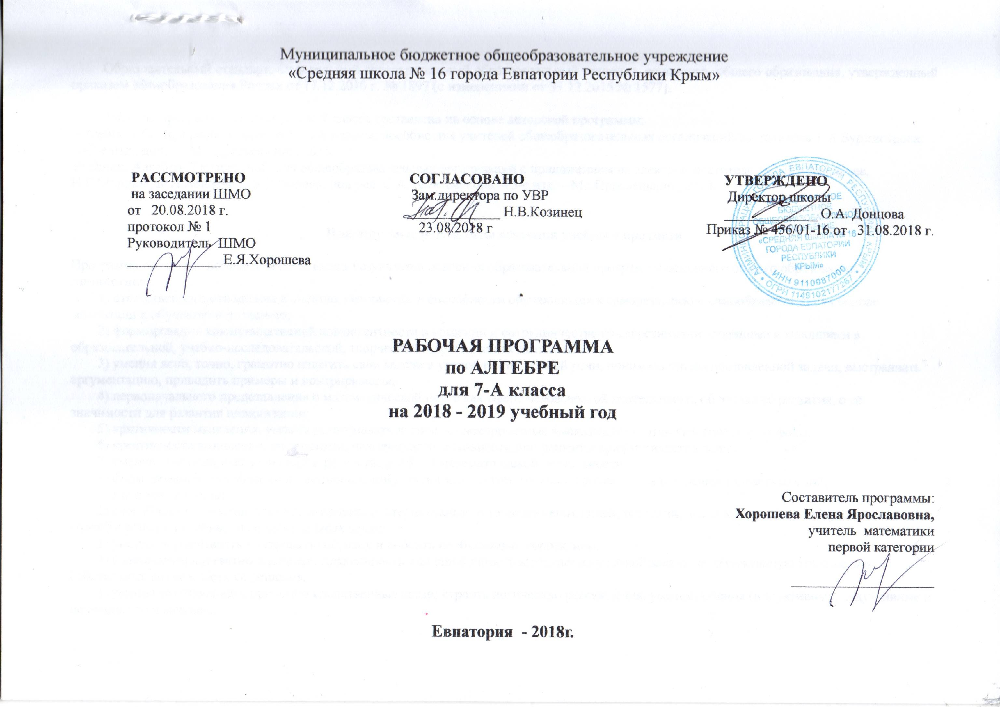 Муниципальное бюджетное общеобразовательное учреждение
«Средняя школа № 16 города Евпатории Республики Крым»
РАССМОТРЕНО
на заседании ШМО
от 20.08.2018 г.
протокол № 1
Руководитель ШМО
Е.Я.Хорошева
СОГЛАСОВАНО
Зам.директора по УВР
Н.В.Козинец
23.08/2018 г
УТВЕРЖДЕНО
Директор школы
О.А. Донцова
Приказ № 456/01-16 от 31.08.2018 г.
ГОРОДА ЕВПАТОРИИ РЕСПУБЛИКИ КРЫМ
БЮДЖЕТНОЕ
ОБЩЕОБРАЗОВАТЕЛЬНОЕ
«СРЕДНЯЯ ШКОЛА № 16
ГОРОДА ЕВПАТОРИИ
РЕСПУБЛИКИ
КРЫМ»
ИНН 9110087000
ОГРН 1149102177267
РАБОЧАЯ ПРОГРАММА
по АЛГЕБРЕ
для 7-А класса
на 2018 - 2019 учебный год
Составитель программы:
Хорошева Елена Ярославовна,
учитель математики
первой категории
Евпатория - 2018г.